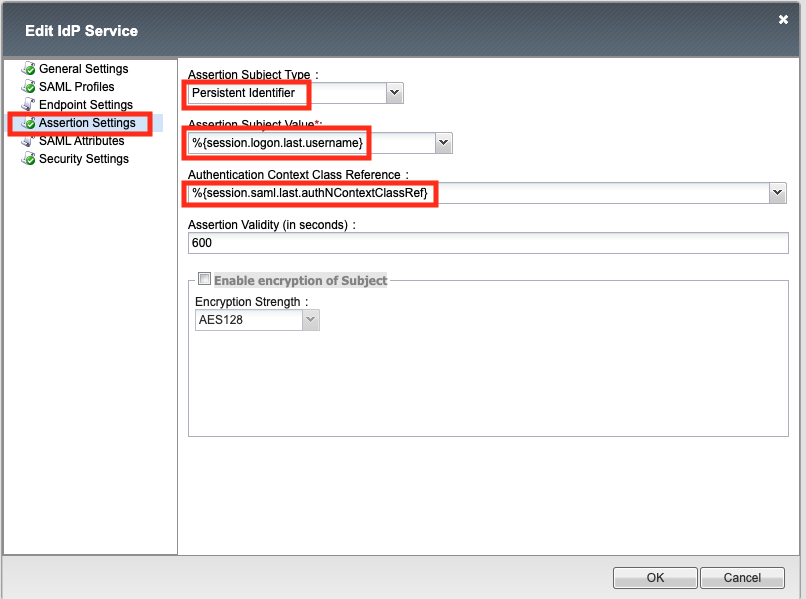 Edit IdP Service
General Settings
SAML Profiles
Endpoint Settings
Assertion Settings
SAML Attributes
Security Settings
Assertion Subject Type :
Persistent Identifier
Assertion Subject Value*:
%{session.logon.last.username}
Authentication Context Class Reference :
%{session.saml.last.authNContextClassRef}
Assertion Validity (in seconds) :
600
Enable encryption of Subject
Encryption Strength :
AES128
OK
Cancel